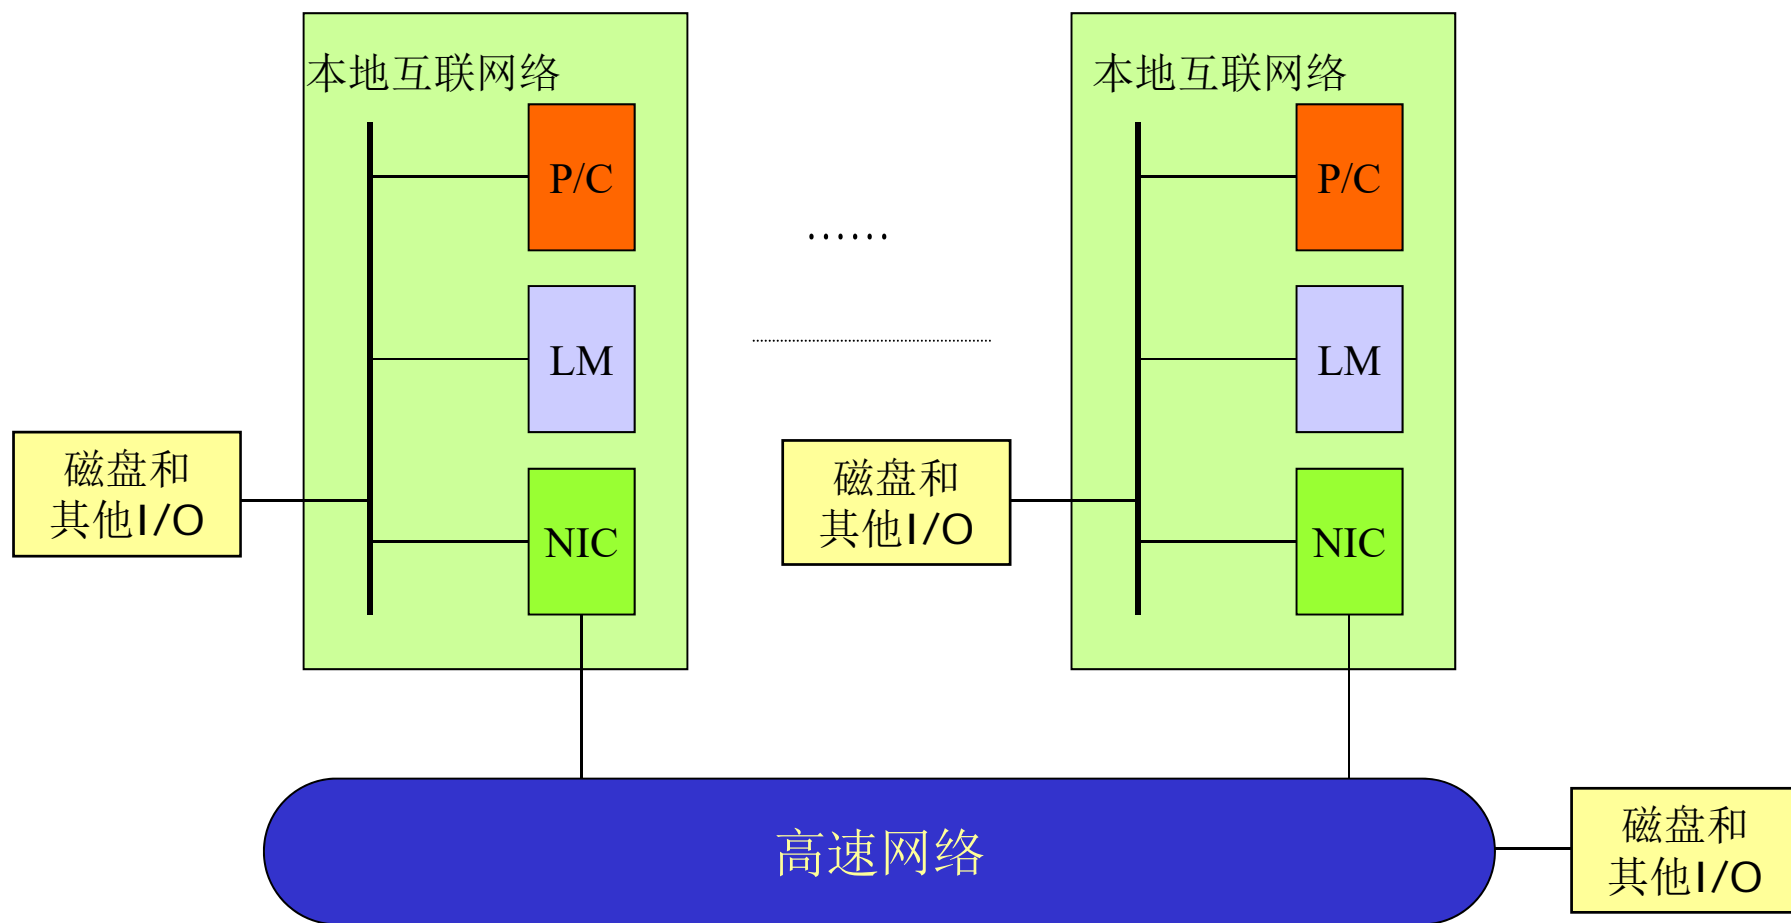 本地互联网络
P/C
LM
NIC
磁盘和
其他I/O
……
本地互联网络
P/C
LM
NIC
磁盘和
其他I/O
高速网络
磁盘和
其他I/O